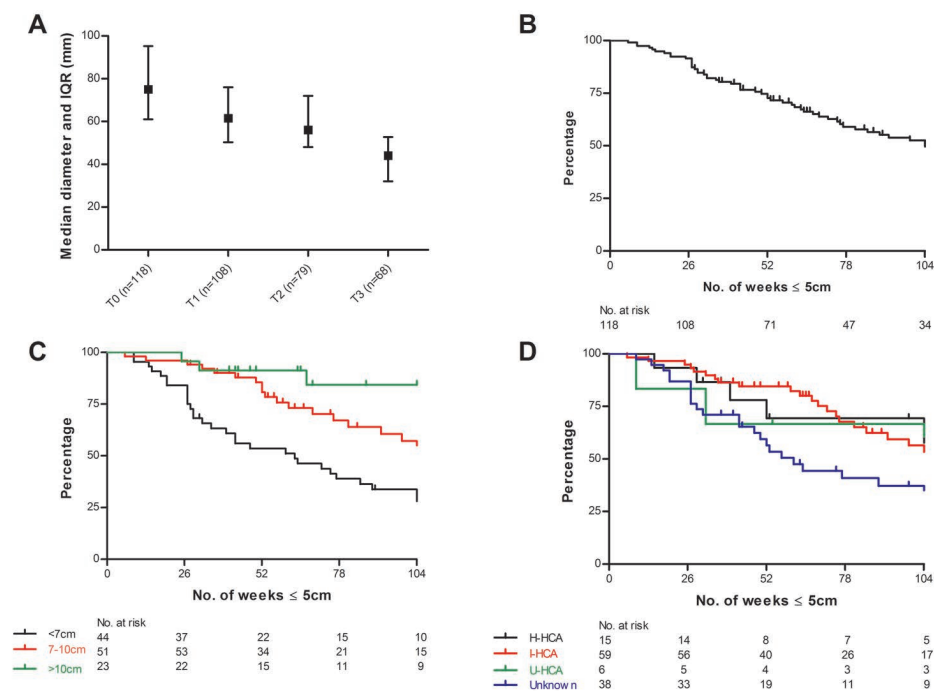 A
Median diameter and IQR (mm)
100
80
60
40
20
0
T0 (n=118)
T1 (n=108)
T2 (n=79)
T3 (n=68)
B
Percentage
100
75
50
25
0
0 26 52 78 104
No. of weeks ≤ 5cm
No. at risk
118 108 71 47 34
C
Percentage
100
75
50
25
0
0 26 52 78 104
No. of weeks ≤ 5cm
No. at risk
<7cm 44 37 22 15 10
7-10cm 51 53 34 21 15
>10cm 23 22 15 11 9
D
Percentage
100
75
50
25
0
0 26 52 78 104
No. of weeks ≤ 5cm
No. at risk
H-HCA 15 14 8 7 5
I-HCA 59 56 40 26 17
U-HCA 6 5 4 3 3
Unknown 38 33 19 11 9